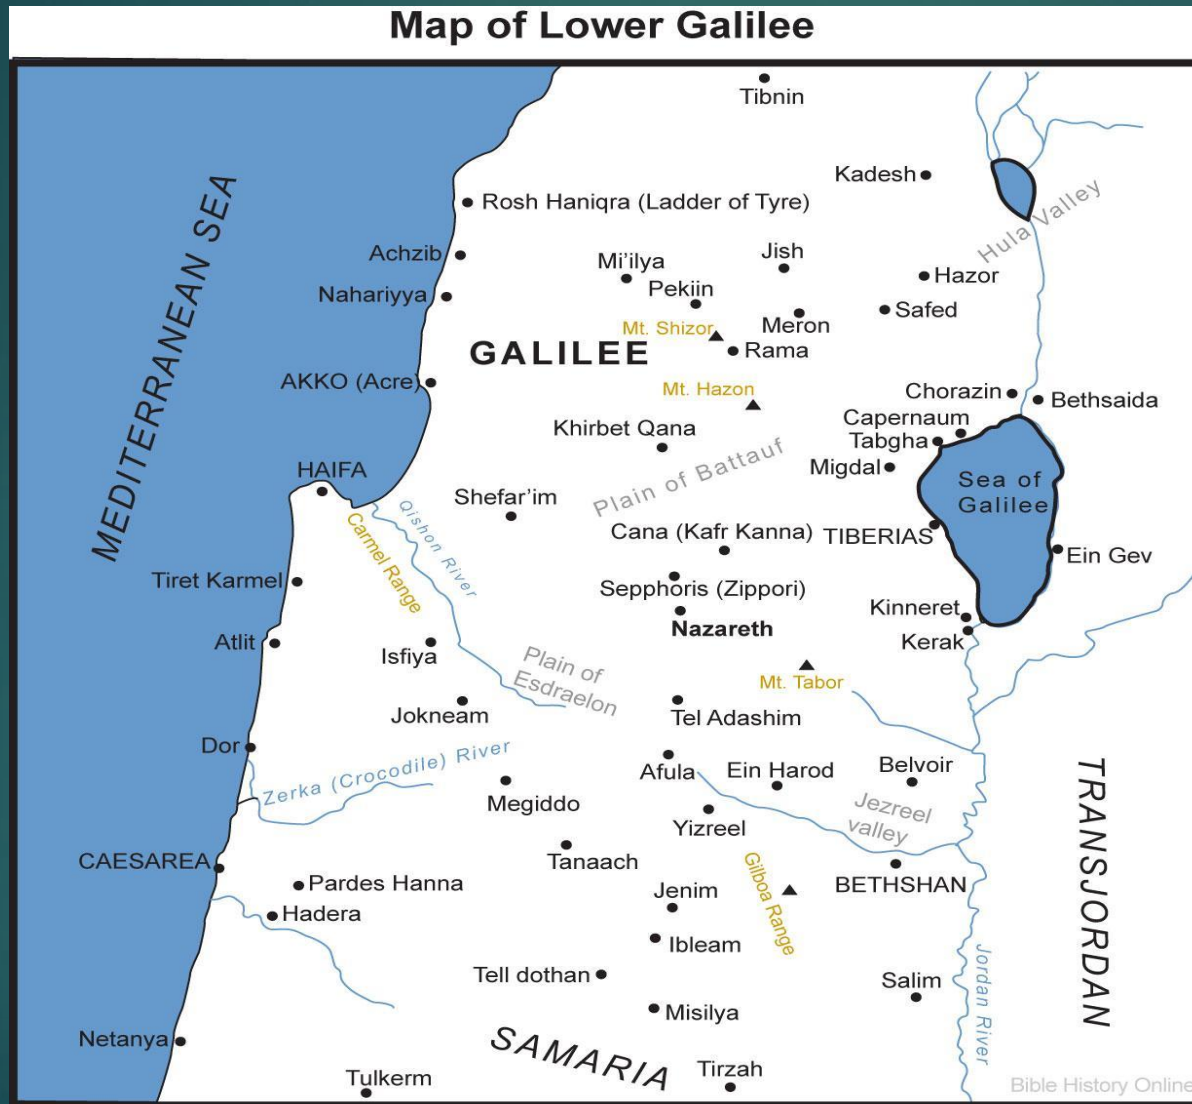 Map of Lower Galilee
Tibnin
Kadesh
Hula Valley
Rosh Haniqra (Ladder of Tyre)
MEDITERRANEAN SEA
Achzib
Mi'ilya
Jish
Hazor
Nahariyya
Pekiin
Safed
Mt. Shizor
Meron
GALILEE
Rama
AKKO (Acre)
Mt. Hazon
Chorazin
Bethsaida
Capernaum
Khirbet Qana
Tabgha
Plain of Battauf
Migdal
HAIFA
Sea of
Galilee
Shefar'im
Qishon River
Carmel Range
Cana (Kafr Kanna)
TIBERIAS
Ein Gev
Tiret Karmel
Sepphoris (Zippori)
Kinneret
Nazareth
Kerak
Atlit
Isfiya
Plain of
Esdraelon
Mt. Tabor
Jokneam
Tel Adashim
Dor
Zerka (Crocodile) River
Afula
Ein Harod
Belvoir
TRANSJORDAN
Megiddo
Jezreel
valley
Yizreel
CAESAREA
Tanaach
BETHSHAN
Pardes Hanna
Jenim
Gilboa Range
Hadera
Ibleam
Tell dothan
Salim
Jordan River
Misilya
Netanya
SAMARIA
Tirzah
Tulkerm
Bible History Online